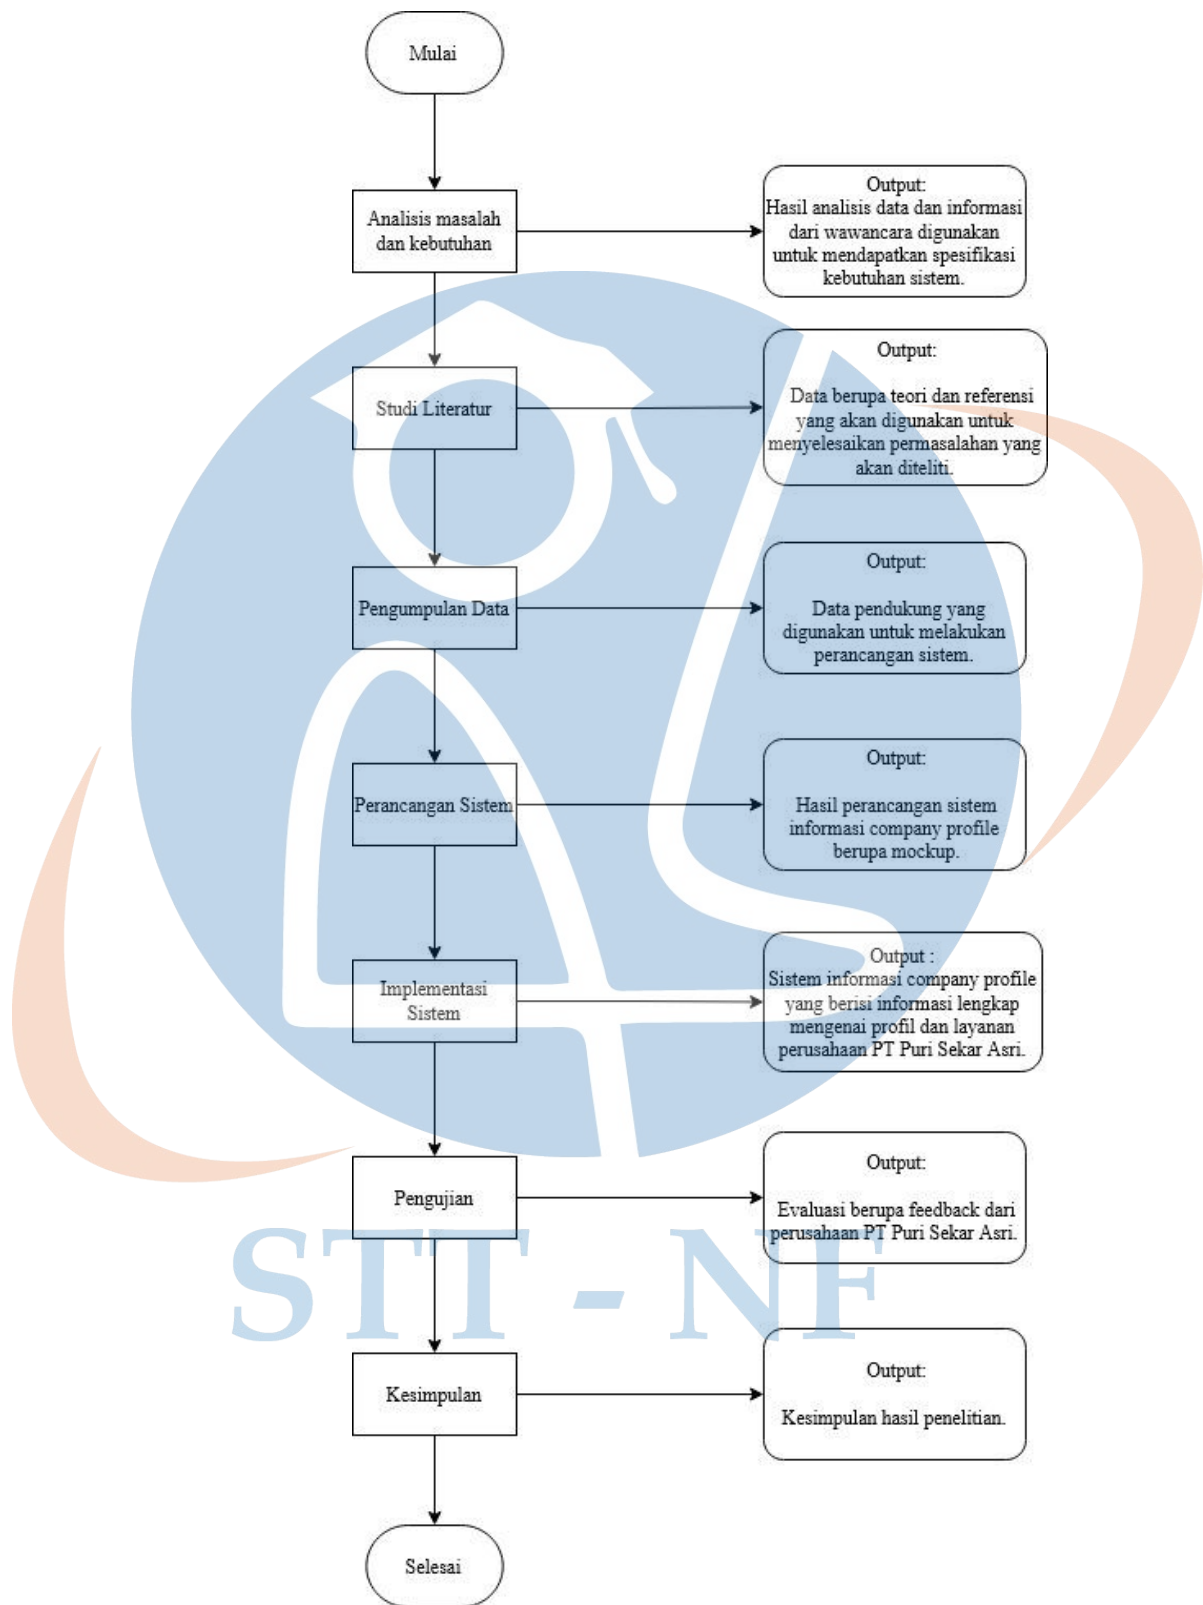 Mulai
Analisis masalah
dan kebutuhan
Output:
Hasil analisis data dan informasi
dari wawancara digunakan
untuk mendapatkan spesifikasi
kebutuhan sistem.
Studi Literatur
Output:
Data berupa teori dan referensi
yang akan digunakan untuk
menyelesaikan permasalahan yang
akan diteliti.
Pengumpulan Data
Output:
Data pendukung yang
digunakan untuk melakukan
perancangan sistem.
Perancangan Sistem
Output:
Hasil perancangan sistem
informasi company profile
berupa mockup.
Implementasi
Sistem
Output :
Sistem informasi company profile
yang berisi informasi lengkap
mengenai profil dan layanan
perusahaan PT Puri Sekar Asri.
Pengujian
Output:
Evaluasi berupa feedback dari
perusahaan PT Puri Sekar Asri.
STT - NF
Kesimpulan
Output:
Kesimpulan hasil penelitian.
Selesai